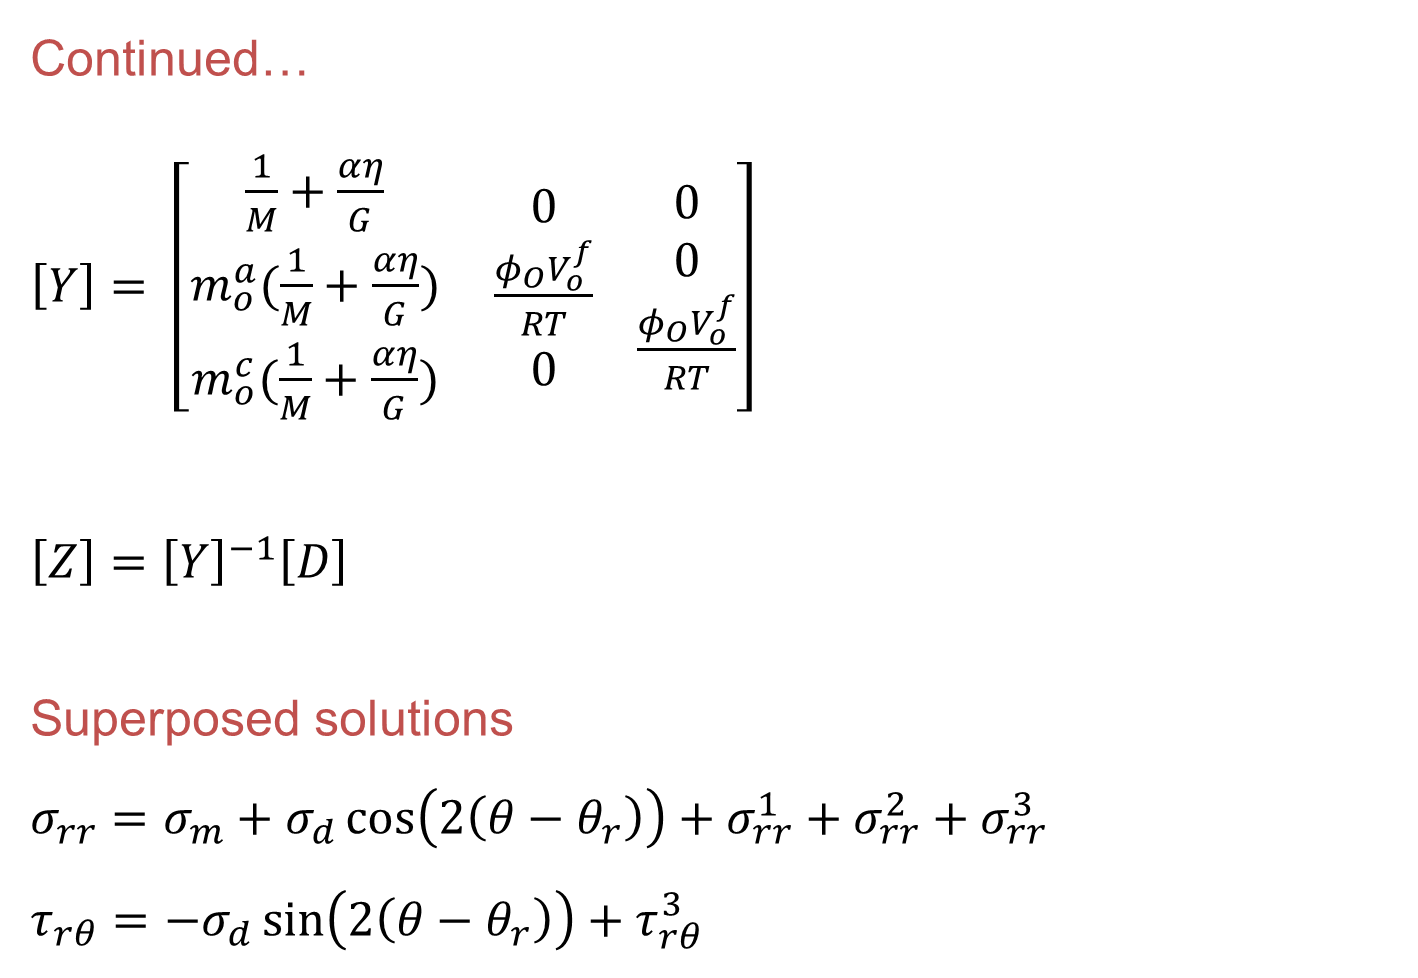 Continued…
[Y] = [ 1/M + αη/G   0   0
m_o^a(1/M + αη/G)   ϕ_O V_o^f/RT   0
m_o^c(1/M + αη/G)   0   ϕ_O V_o^f/RT ]
[Z] = [Y]^−1[D]
Superposed solutions
σ_rr = σ_m + σ_d cos(2(θ − θ_r)) + σ_rr^1 + σ_rr^2 + σ_rr^3
τ_rθ = −σ_d sin(2(θ − θ_r)) + τ_rθ^3